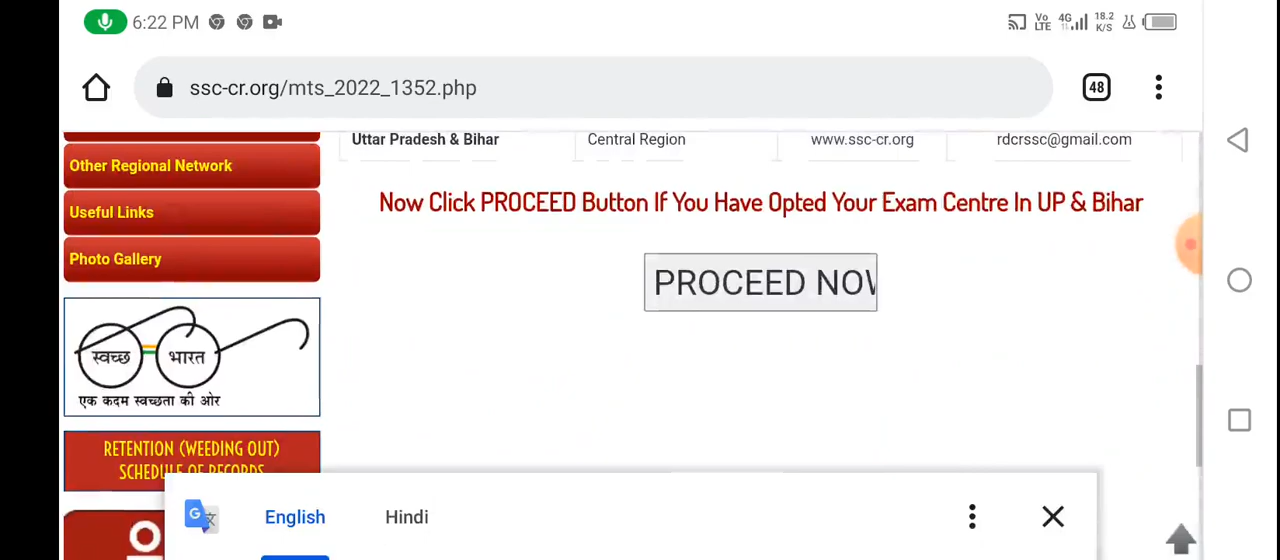 6:22 PM
Vo LTE 4G 18.2 K/S
ssc-cr.org/mts_2022_1352.php
48
Uttar Pradesh & Bihar Central Region www.ssc-cr.org rdcrssc@gmail.com
Other Regional Network
Useful Links
Photo Gallery
Now Click PROCEED Button If You Have Opted Your Exam Centre In UP & Bihar
PROCEED NOW
स्वच्छ भारत
एक कदम स्वच्छता की ओर
RETENTION (WEEDING OUT)
SCHEDULE OF RECORDS
G English Hindi